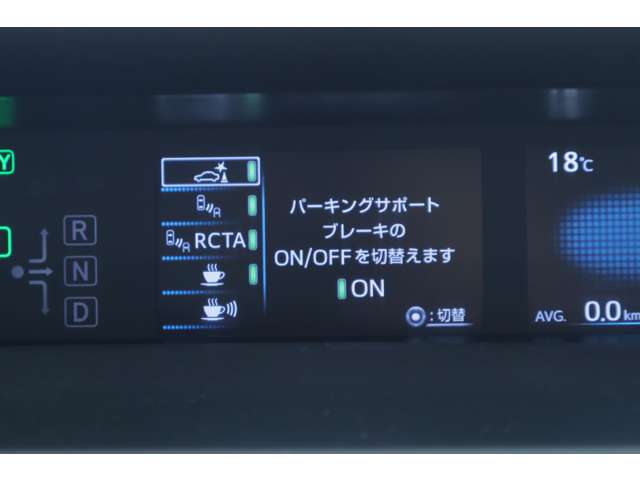 Y
R
N
D
RCTA
パーキングサポート
ブレーキの
ON/OFFを切替えます
ON
:切替
18℃
AVG. 0.0 km